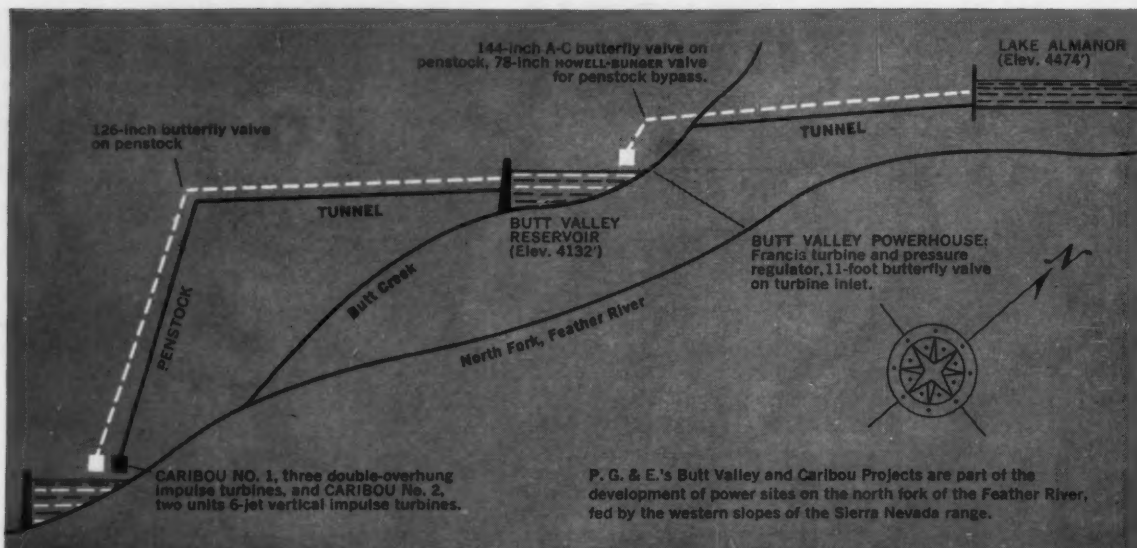 144-inch A-C butterfly valve on
penstock, 78-inch HOWELL-BUNGER valve
for penstock bypass.
LAKE ALMANOR
(Elev. 4474')
126-inch butterfly valve
on penstock
TUNNEL
TUNNEL
BUTT VALLEY
RESERVOIR
(Elev. 4132')
BUTT VALLEY POWERHOUSE:
Francis turbine and pressure
regulator, 11-foot butterfly valve
on turbine inlet.
N
PENSTOCK
Butt Creek
North Fork, Feather River
CARIBOU NO. 1, three double-overhung
impulse turbines, and CARIBOU No. 2,
two units 6-jet vertical impulse turbines.
P. G. & E.'s Butt Valley and Caribou Projects are part of the
development of power sites on the north fork of the Feather River,
fed by the western slopes of the Sierra Nevada range.